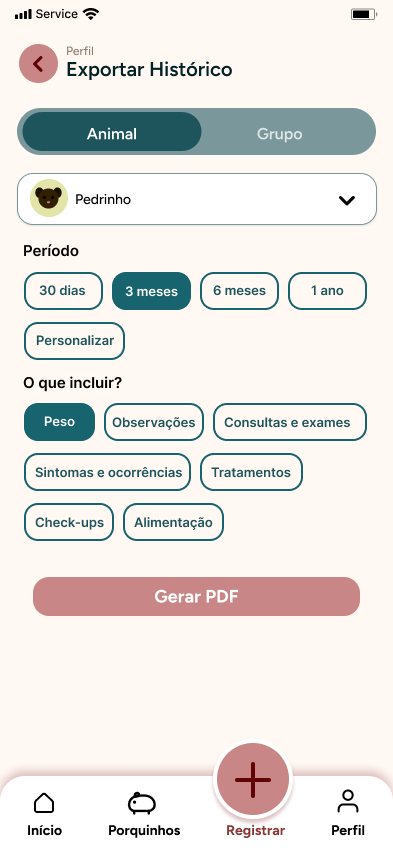 Service
Perfil
Exportar Histórico
Animal Grupo
Pedrinho
Período
30 dias 3 meses 6 meses 1 ano
Personalizar
O que incluir?
Peso Observações Consultas e exames
Sintomas e ocorrências Tratamentos
Check-ups Alimentação
Gerar PDF
Início Porquinhos Registrar Perfil